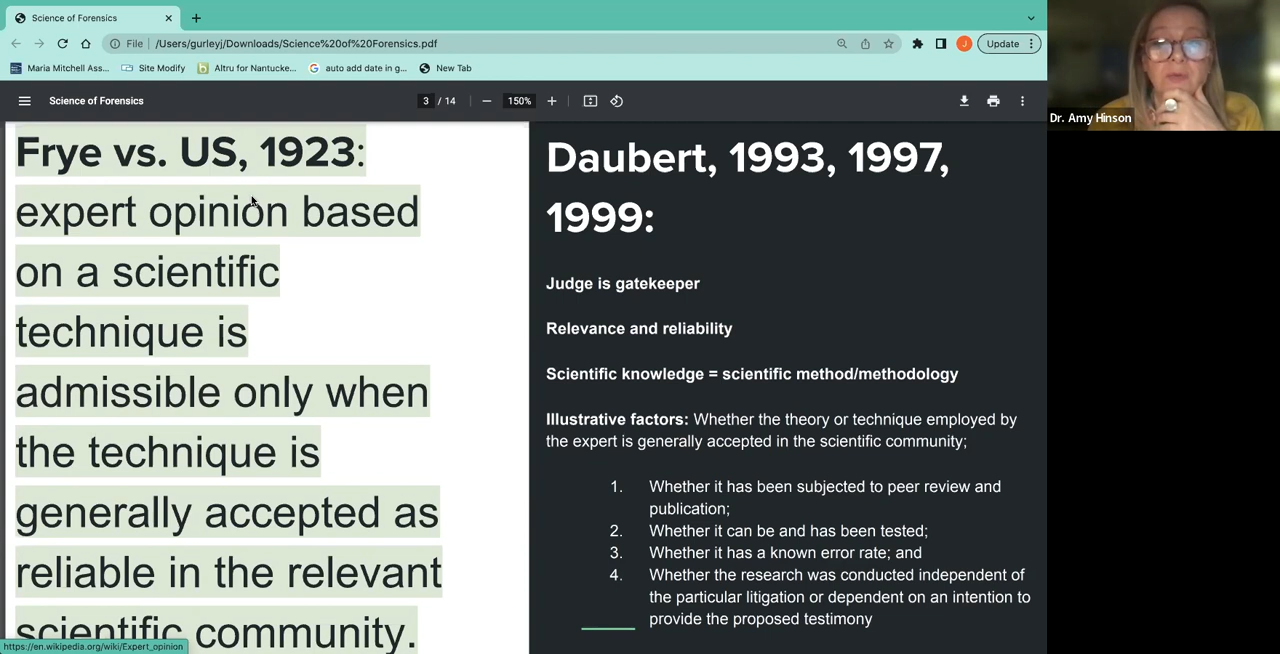 Science of Forensics
File | /Users/gurleyj/Downloads/Science%20of%20Forensics.pdf
J
Update
Maria Mitchell Ass...
Site Modify
Altru for Nantucke...
auto add date in g...
New Tab
Science of Forensics
3 / 14
150%
Frye vs. US, 1923:
expert opinion based
on a scientific
technique is
admissible only when
the technique is
generally accepted as
reliable in the relevant
scientific community.
https://en.wikipedia.org/wiki/Expert_opinion
Daubert, 1993, 1997,
1999:
Judge is gatekeeper
Relevance and reliability
Scientific knowledge = scientific method/methodology
Illustrative factors: Whether the theory or technique employed by
the expert is generally accepted in the scientific community;
1. Whether it has been subjected to peer review and
publication;
2. Whether it can be and has been tested;
3. Whether it has a known error rate; and
4. Whether the research was conducted independent of
the particular litigation or dependent on an intention to
provide the proposed testimony
Dr. Amy Hinson